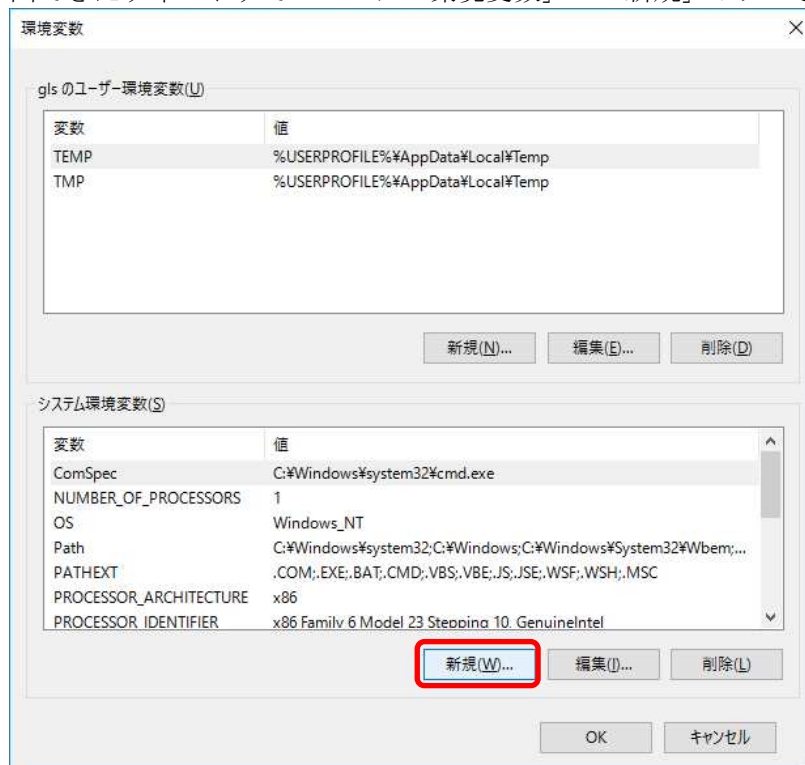 環境変数
gls のユーザー環境変数(U)
変数 値
TEMP %USERPROFILE%¥AppData¥Local¥Temp
TMP %USERPROFILE%¥AppData¥Local¥Temp
新規(N)... 編集(E)... 削除(D)
システム環境変数(S)
変数 値
ComSpec C:¥Windows¥system32¥cmd.exe
NUMBER_OF_PROCESSORS 1
OS Windows_NT
Path C:¥Windows¥system32;C:¥Windows;C:¥Windows¥System32¥Wbem;...
PATHEXT .COM;.EXE;.BAT;.CMD;.VBS;.VBE;.JS;.JSE;.WSF;.WSH;.MSC
PROCESSOR_ARCHITECTURE x86
PROCESSOR_IDENTIFIER x86 Family 6 Model 23 Stepping 10, GenuineIntel
新規(W)... 編集(I)... 削除(L)
OK キャンセル